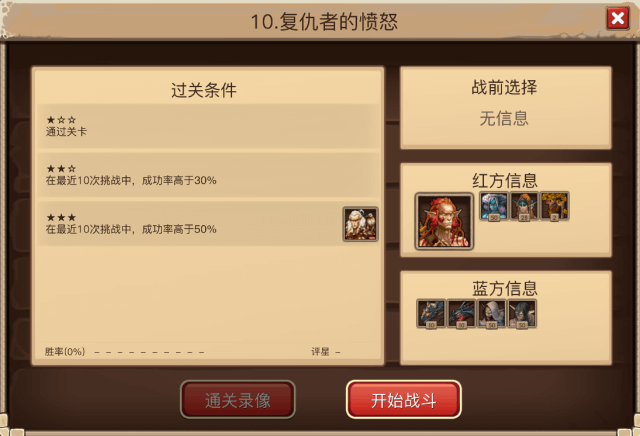 10.复仇者的愤怒
过关条件
★☆☆
通过关卡
★★☆
在最近10次挑战中，成功率高于30%
★★★
在最近10次挑战中，成功率高于50%
胜率(0%) - - - - - - - - - -
评星 -
战前选择
无信息
红方信息
蓝方信息
通关录像
开始战斗